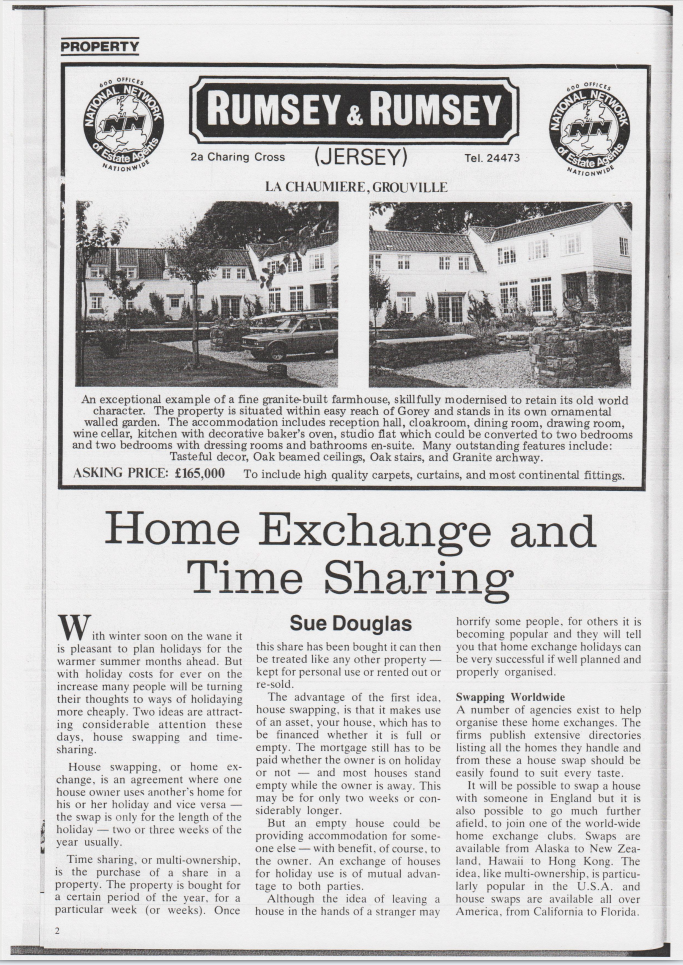 PROPERTY
600 OFFICES
NATIONAL NETWORK
NN
of Estate Agents
NATIONWIDE
RUMSEY & RUMSEY
600 OFFICES
NATIONAL NETWORK
NN
of Estate Agents
NATIONWIDE
2a Charing Cross (JERSEY) Tel. 24473
LA CHAUMIERE, GROUVILLE
An exceptional example of a fine granite-built farmhouse, skillfully modernised to retain its old world
character. The property is situated within easy reach of Gorey and stands in its own ornamental
walled garden. The accommodation includes reception hall, cloakroom, dining room, drawing room,
wine cellar, kitchen with decorative baker's oven, studio flat which could be converted to two bedrooms
and two bedrooms with dressing rooms and bathrooms en-suite. Many outstanding features include:
Tasteful decor, Oak beamed ceilings, Oak stairs, and Granite archway.
ASKING PRICE: £165,000 To include high quality carpets, curtains, and most continental fittings.
Home Exchange and
Time Sharing
Sue Douglas
With winter soon on the wane it
is pleasant to plan holidays for the
warmer summer months ahead. But
with holiday costs for ever on the
increase many people will be turning
their thoughts to ways of holidaying
more cheaply. Two ideas are attract-
ing considerable attention these
days, house swapping and time-
sharing.
House swapping, or home ex-
change, is an agreement where one
house owner uses another's home for
his or her holiday and vice versa —
the swap is only for the length of the
holiday — two or three weeks of the
year usually.
Time sharing, or multi-ownership,
is the purchase of a share in a
property. The property is bought for
a certain period of the year, for a
particular week (or weeks). Once
this share has been bought it can then
be treated like any other property —
kept for personal use or rented out or
re-sold.
The advantage of the first idea,
house swapping, is that it makes use
of an asset, your house, which has to
be financed whether it is full or
empty. The mortgage still has to be
paid whether the owner is on holiday
or not — and most houses stand
empty while the owner is away. This
may be for only two weeks or con-
siderably longer.
But an empty house could be
providing accommodation for some-
one else — with benefit, of course, to
the owner. An exchange of houses
for holiday use is of mutual advan-
tage to both parties.
Although the idea of leaving a
house in the hands of a stranger may
horrify some people, for others it is
becoming popular and they will tell
you that home exchange holidays can
be very successful if well planned and
properly organised.
Swapping Worldwide
A number of agencies exist to help
organise these home exchanges. The
firms publish extensive directories
listing all the homes they handle and
from these a house swap should be
easily found to suit every taste.
It will be possible to swap a house
with someone in England but it is
also possible to go much further
afield, to join one of the world-wide
home exchange clubs. Swaps are
available from Alaska to New Zea-
land, Hawaii to Hong Kong. The
idea, like multi-ownership, is particu-
larly popular in the U.S.A. and
house swaps are available all over
America, from California to Florida.
2